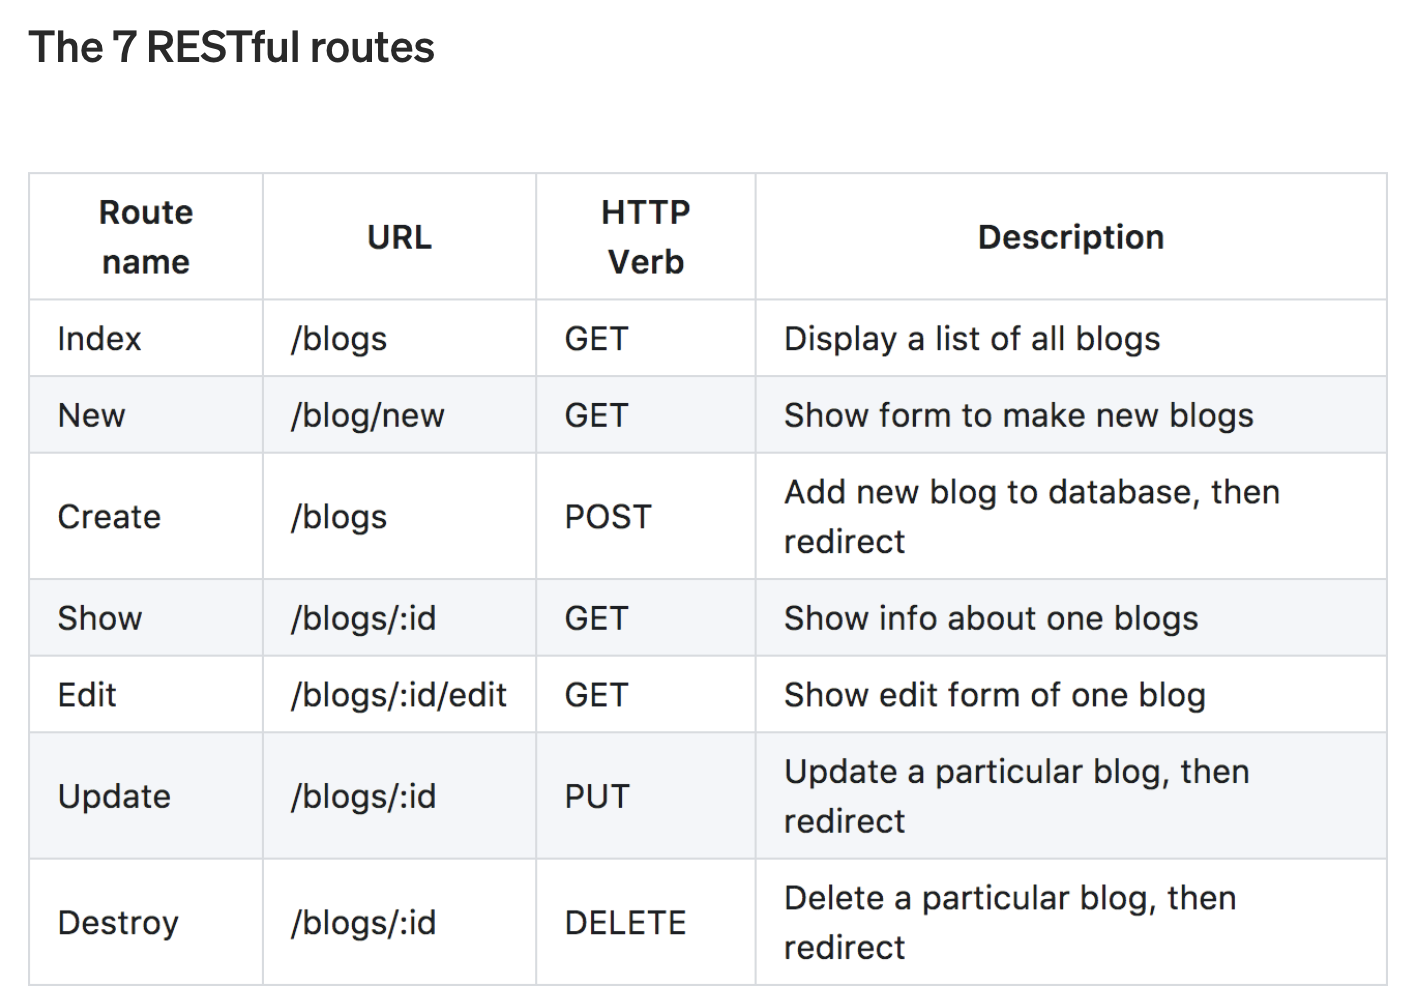 The 7 RESTful routes
Route
name
URL
HTTP
Verb
Description
Index /blogs GET Display a list of all blogs
New /blog/new GET Show form to make new blogs
Create /blogs POST Add new blog to database, then
redirect
Show /blogs/:id GET Show info about one blogs
Edit /blogs/:id/edit GET Show edit form of one blog
Update /blogs/:id PUT Update a particular blog, then
redirect
Destroy /blogs/:id DELETE Delete a particular blog, then
redirect